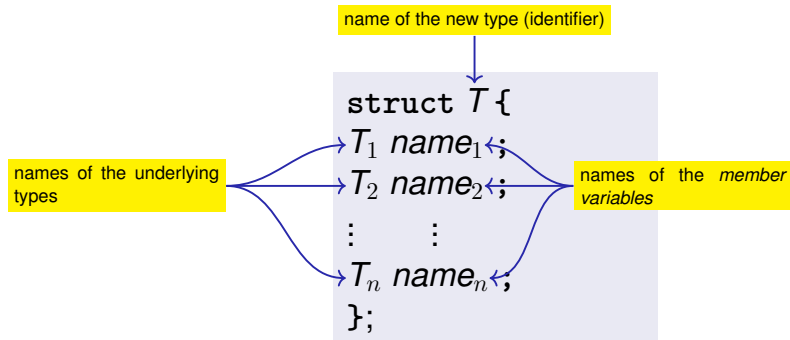 name of the new type (identifier)
struct T {
T₁ name₁ ;
names of the underlying
types
T₂ name₂ ;
names of the member
variables
⋮ ⋮
Tₙ nameₙ ;
};